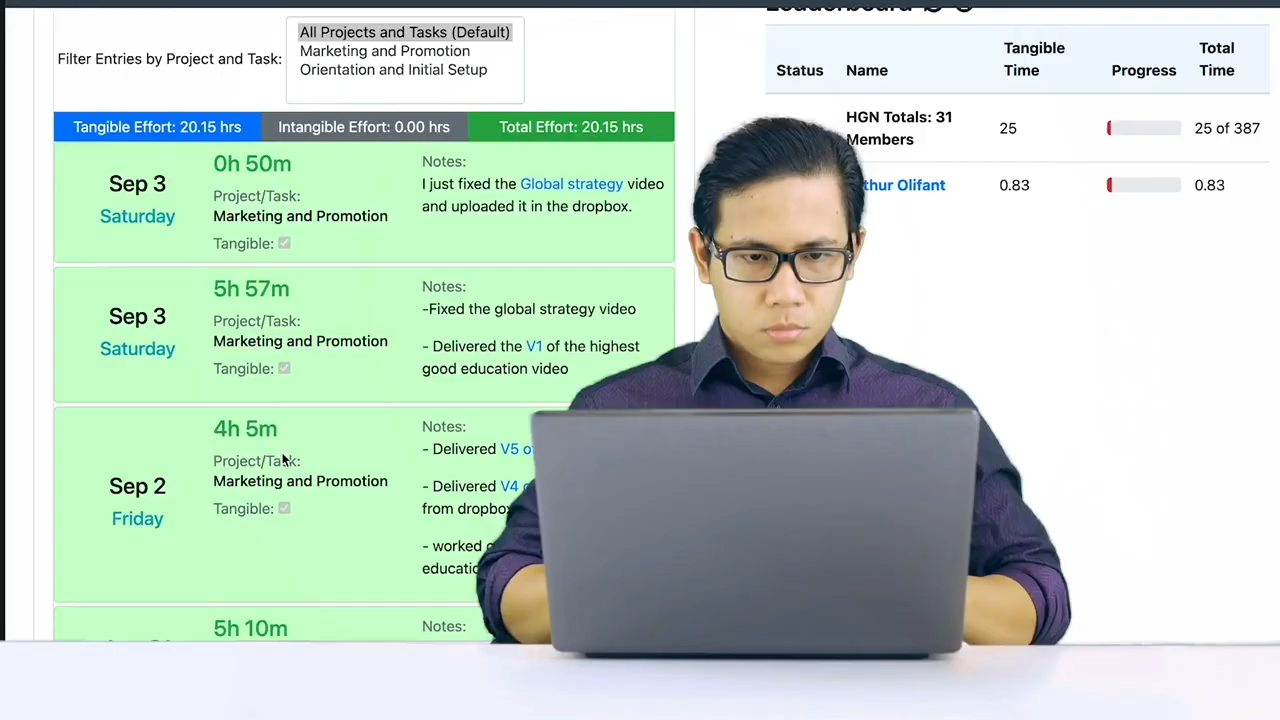 Filter Entries by Project and Task:
All Projects and Tasks (Default)
Marketing and Promotion
Orientation and Initial Setup
Tangible Effort: 20.15 hrs
Intangible Effort: 0.00 hrs
Total Effort: 20.15 hrs
Sep 3
Saturday
0h 50m
Project/Task:
Marketing and Promotion
Tangible:
Notes:
I just fixed the Global strategy video
and uploaded it in the dropbox.
Sep 3
Saturday
5h 57m
Project/Task:
Marketing and Promotion
Tangible:
Notes:
-Fixed the global strategy video
- Delivered the V1 of the highest
good education video
Sep 2
Friday
4h 5m
Project/Task:
Marketing and Promotion
Tangible:
Notes:
- Delivered V5
- Delivered V4
from
- worked
5h 10m
Notes:
Leaderboard
Status
Name
Tangible
Time
Progress
Total
Time
HGN Totals: 31
Members
25
25 of 387
Olifant
0.83
0.83